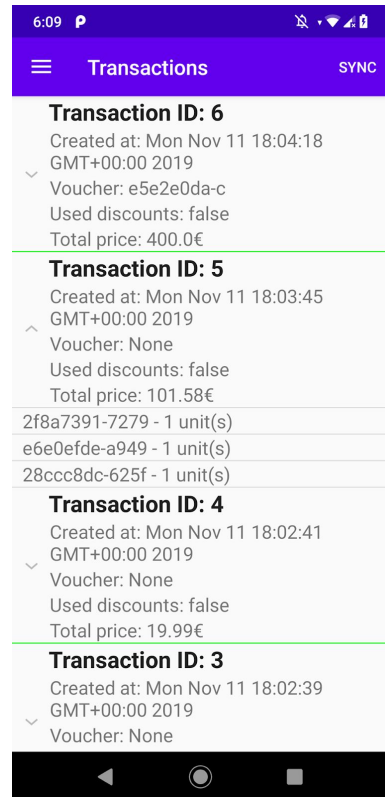 6:09
Transactions
SYNC
Transaction ID: 6
Created at: Mon Nov 11 18:04:18
GMT+00:00 2019
Voucher: e5e2e0da-c
Used discounts: false
Total price: 400.0€
Transaction ID: 5
Created at: Mon Nov 11 18:03:45
GMT+00:00 2019
Voucher: None
Used discounts: false
Total price: 101.58€
2f8a7391-7279 - 1 unit(s)
e6e0efde-a949 - 1 unit(s)
28ccc8dc-625f - 1 unit(s)
Transaction ID: 4
Created at: Mon Nov 11 18:02:41
GMT+00:00 2019
Voucher: None
Used discounts: false
Total price: 19.99€
Transaction ID: 3
Created at: Mon Nov 11 18:02:39
GMT+00:00 2019
Voucher: None